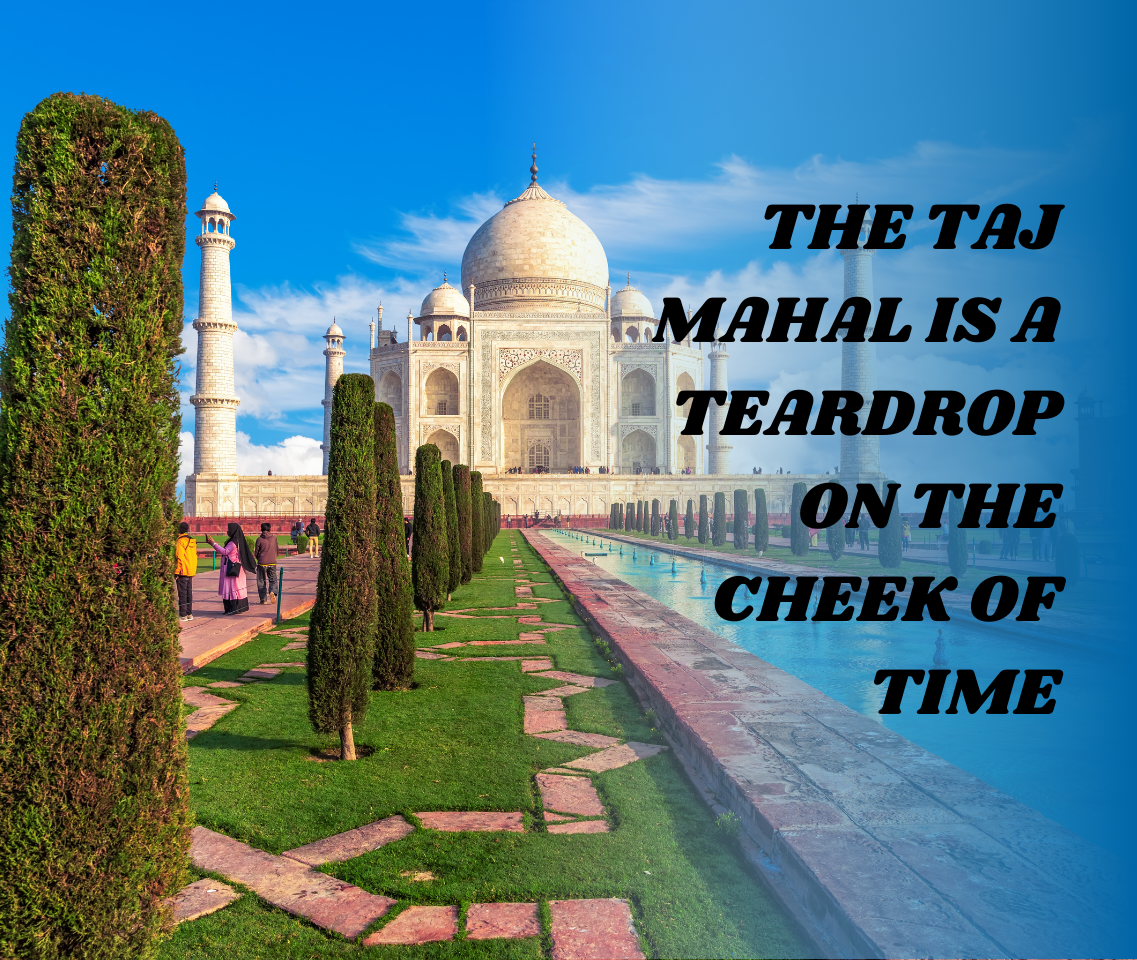 THE TAJ
MAHAL IS A
TEARDROP
ON THE
CHEEK OF
TIME